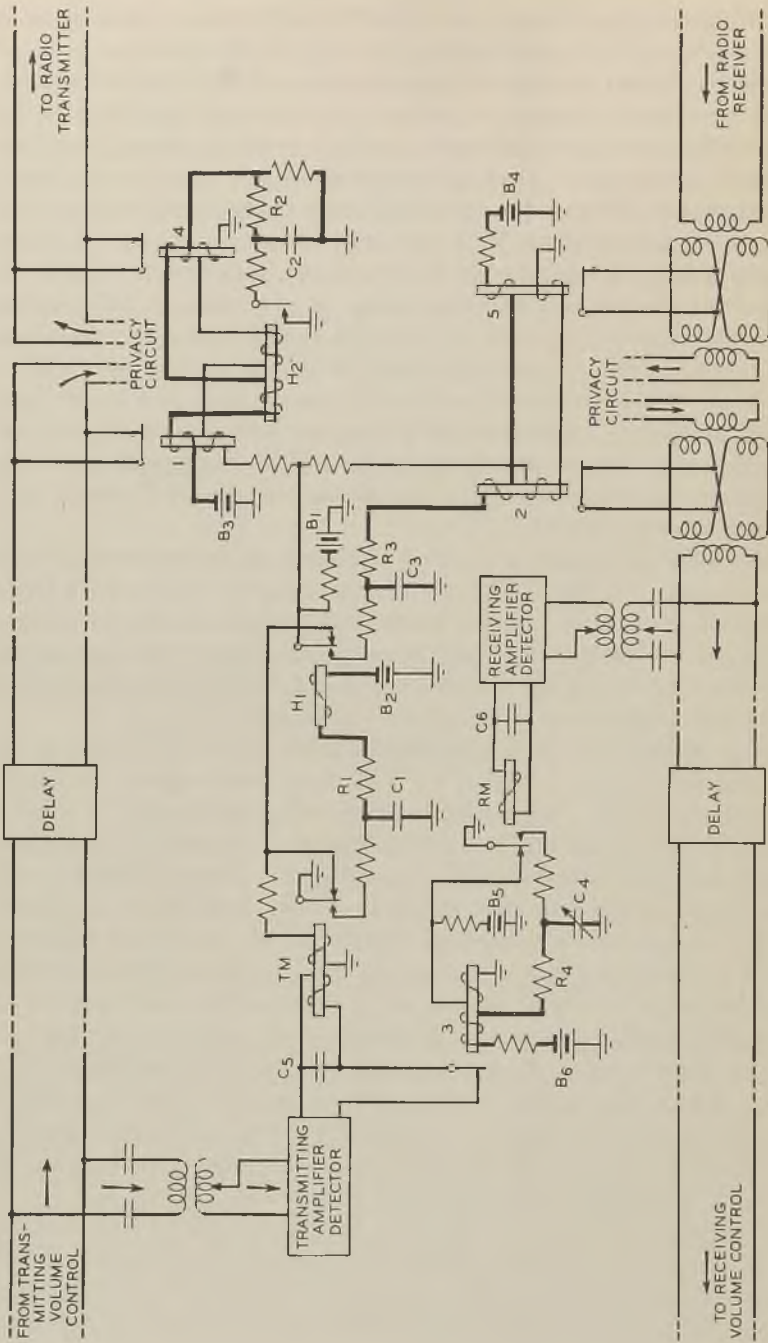 FROM TRANS-
MITTING
VOLUME
CONTROL
DELAY
PRIVACY
CIRCUIT
TO RADIO
TRANSMITTER
TRANSMITTING
AMPLIFIER
DETECTOR
C5
TM
R1
C1
H1
B2
B1
R3
C3
B3
1
H2
4
R2
C2
3
B6
R4
B5
C4
RM
C6
RECEIVING
AMPLIFIER
DETECTOR
2
5
B4
TO RECEIVING
VOLUME CONTROL
DELAY
PRIVACY
CIRCUIT
FROM RADIO
RECEIVER